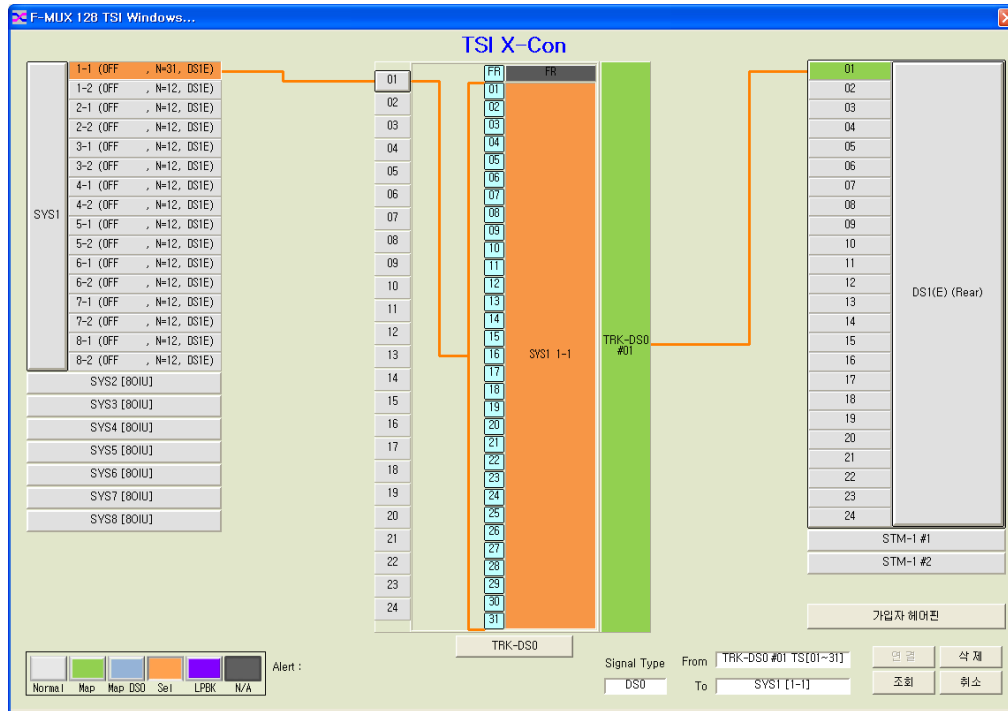 F-MUX 128 TSI Windows...
TSI X-Con
SYS1
1-1 (OFF , N=31, DS1E)
1-2 (OFF , N=12, DS1E)
2-1 (OFF , N=12, DS1E)
2-2 (OFF , N=12, DS1E)
3-1 (OFF , N=12, DS1E)
3-2 (OFF , N=12, DS1E)
4-1 (OFF , N=12, DS1E)
4-2 (OFF , N=12, DS1E)
5-1 (OFF , N=12, DS1E)
5-2 (OFF , N=12, DS1E)
6-1 (OFF , N=12, DS1E)
6-2 (OFF , N=12, DS1E)
7-1 (OFF , N=12, DS1E)
7-2 (OFF , N=12, DS1E)
8-1 (OFF , N=12, DS1E)
8-2 (OFF , N=12, DS1E)
SYS2 [8OIU]
SYS3 [8OIU]
SYS4 [8OIU]
SYS5 [8OIU]
SYS6 [8OIU]
SYS7 [8OIU]
SYS8 [8OIU]
01
02
03
04
05
06
07
08
09
10
11
12
13
14
15
16
17
18
19
20
21
22
23
24
FR
01
02
03
04
05
06
07
08
09
10
11
12
13
14
15
16
17
18
19
20
21
22
23
24
25
26
27
28
29
30
31
FR
SYS1 1-1
TRK-DS0
#01
TRK-DS0
01
02
03
04
05
06
07
08
09
10
11
12
13
14
15
16
17
18
19
20
21
22
23
24
DS1(E) (Rear)
STM-1 #1
STM-1 #2
가입자 헤어핀
Normal Map Map DS0 Sel LPBK N/A
Alert :
Signal Type
DS0
From TRK-DS0 #01 TS[01~31]
To SYS1 [1-1]
연 결 삭 제
조회 취소